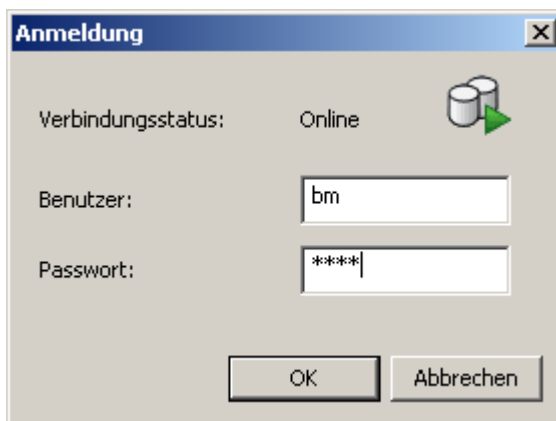 Anmeldung
Verbindungsstatus: Online
Benutzer: bm
Passwort: ****
OK Abbrechen